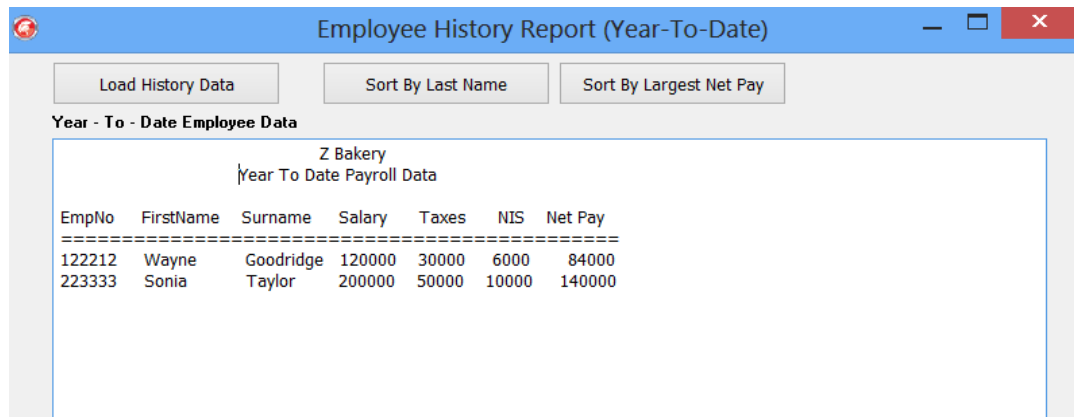 Employee History Report (Year-To-Date)
Load History Data Sort By Last Name Sort By Largest Net Pay
Year - To - Date Employee Data
Z Bakery
Year To Date Payroll Data
EmpNo FirstName Surname Salary Taxes NIS Net Pay
==================================================
122212 Wayne Goodridge 120000 30000 6000 84000
223333 Sonia Taylor 200000 50000 10000 140000